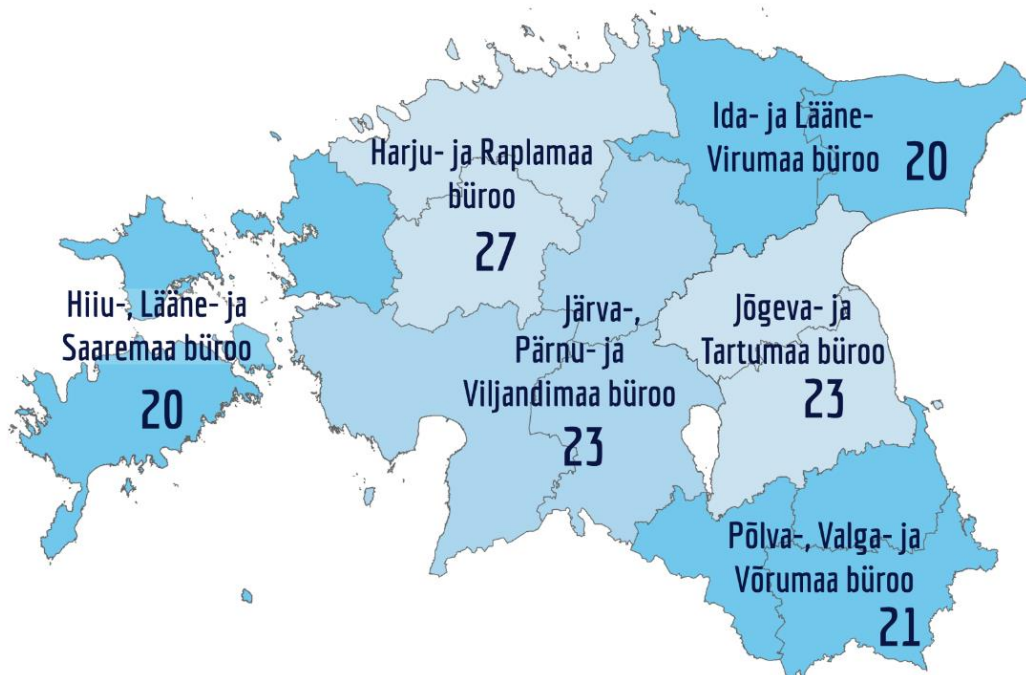 Ida- ja Lääne-
Virumaa büroo
20
Harju- ja Raplamaa
büroo
27
Hiiu-, Lääne- ja
Saaremaa büroo
20
Järva-,
Pärnu- ja
Viljandimaa büroo
23
Jõgeva- ja
Tartumaa büroo
23
Põlva-, Valga- ja
Võrumaa büroo
21